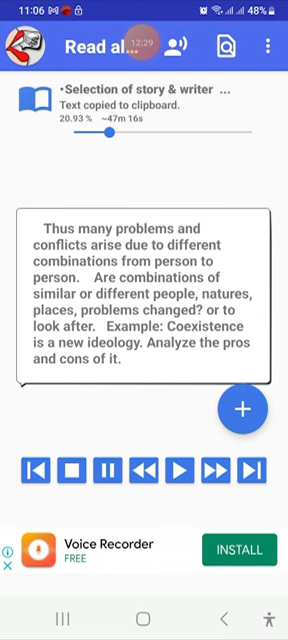 11:06 48%
Read al... 12:29
•Selection of story & writer ...
Text copied to clipboard.
20.93 % ~47m 16s
Thus many problems and
conflicts arise due to different
combinations from person to
person. Are combinations of
similar or different people, natures,
places, problems changed? or to
look after. Example: Coexistence
is a new ideology. Analyze the pros
and cons of it.
Voice Recorder
FREE
INSTALL